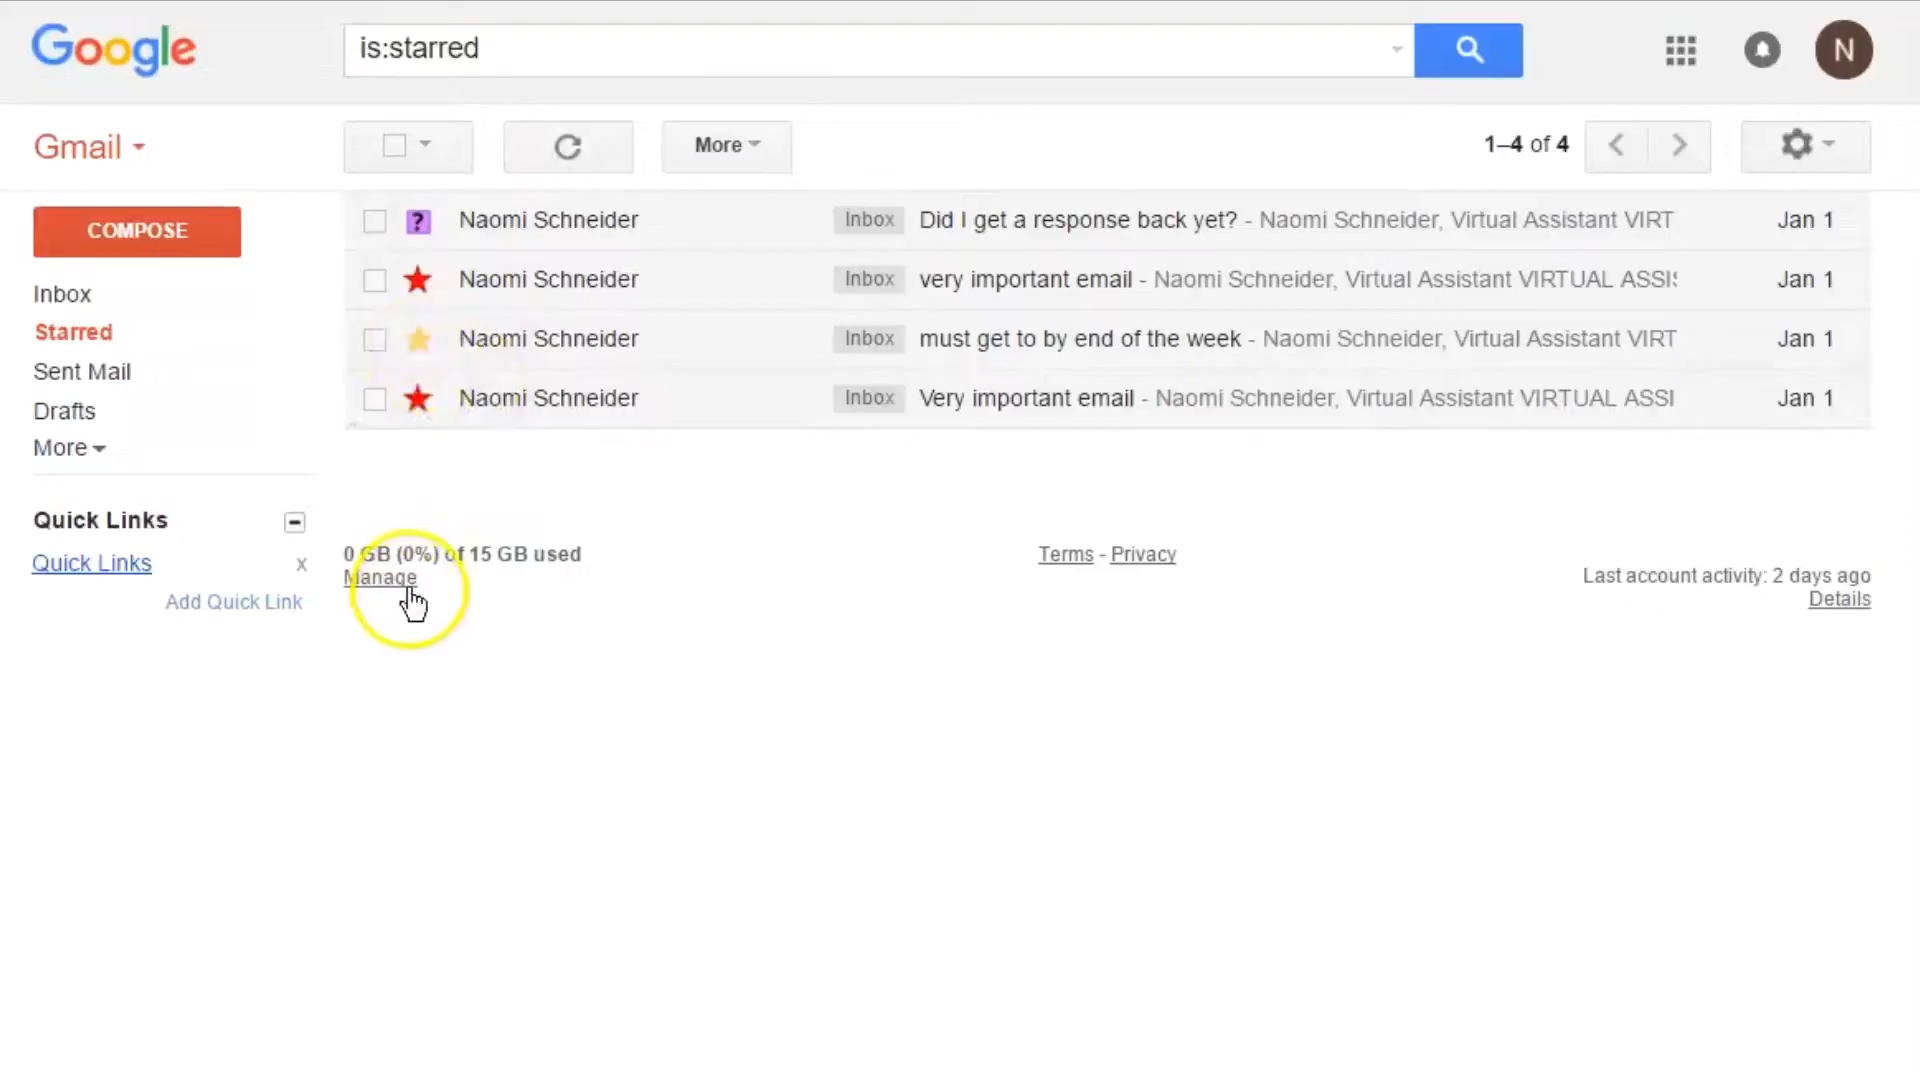 Google
is:starred
N
Gmail
More
1–4 of 4
COMPOSE
Inbox
Starred
Sent Mail
Drafts
More
? Naomi Schneider Inbox Did I get a response back yet? - Naomi Schneider, Virtual Assistant VIRT Jan 1
Naomi Schneider Inbox very important email - Naomi Schneider, Virtual Assistant VIRTUAL ASSIS Jan 1
Naomi Schneider Inbox must get to by end of the week - Naomi Schneider, Virtual Assistant VIRT Jan 1
Naomi Schneider Inbox Very important email - Naomi Schneider, Virtual Assistant VIRTUAL ASSI Jan 1
Quick Links
Quick Links x
Add Quick Link
0 GB (0%) of 15 GB used
Manage
Terms - Privacy
Last account activity: 2 days ago
Details